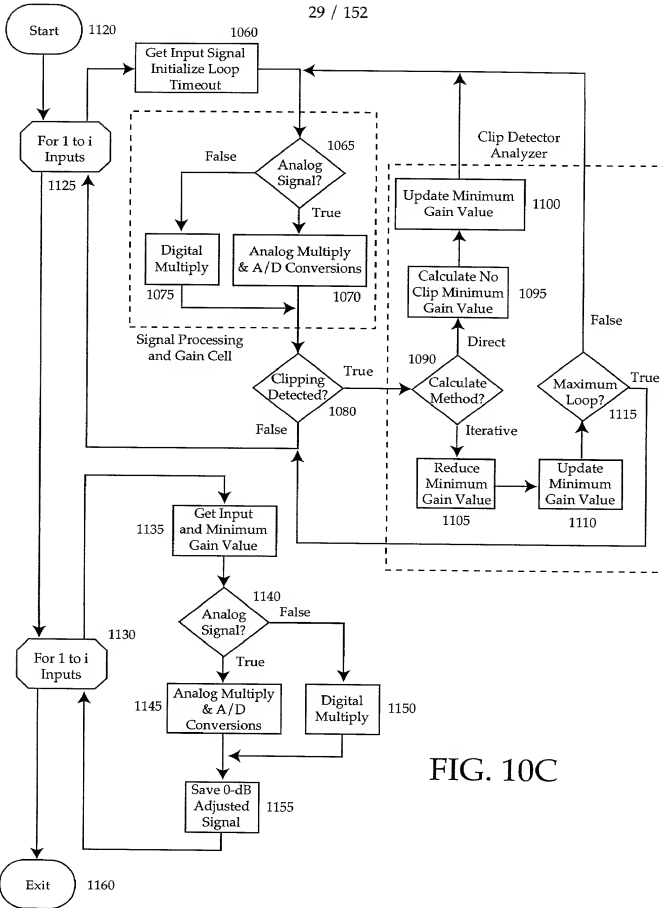 29 / 152
Start
1120
1060
Get Input Signal
Initialize Loop
Timeout
For 1 to i
Inputs
1125
Clip Detector
Analyzer
False
1065
Analog
Signal?
True
Digital
Multiply
1075
Analog Multiply
& A/D Conversions
1070
Signal Processing
and Gain Cell
Clipping
Detected?
1080
True
False
Update Minimum
Gain Value
1100
Calculate No
Clip Minimum
Gain Value
1095
Direct
1090
Calculate
Method?
Iterative
Reduce
Minimum
Gain Value
1105
Update
Minimum
Gain Value
1110
False
Maximum
Loop?
True
1115
1135
Get Input
and Minimum
Gain Value
1140
Analog
Signal?
False
True
1130
For 1 to i
Inputs
1145
Analog Multiply
& A/D
Conversions
Digital
Multiply
1150
Save 0-dB
Adjusted
Signal
1155
FIG. 10C
Exit
1160